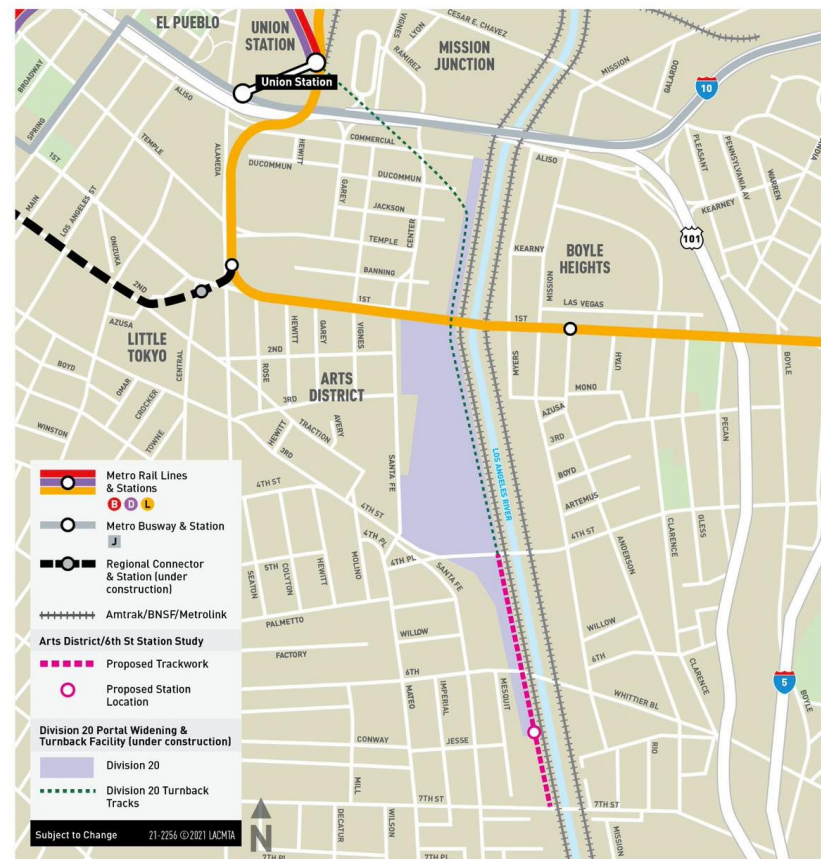 EL PUEBLO
UNION
STATION
Union Station
VIGNES
LYON
RAMIREZ
CESAR E. CHAVEZ
MISSION
JUNCTION
MISSION
GALARDO
10
BROADWAY
SPRING
ALISO
TEMPLE
1ST
MAIN
LOS ANGELES ST
ONIZUKA
2ND
AZUSA
ALAMEDA
HEWITT
COMMERCIAL
DUCOMMUN
GAREY
DUCOMMUN
JACKSON
TEMPLE
CENTER
BANNING
1ST
ALISO
PLEASANT
PENNSYLVANIA AV
WARREN
INDIA
KEARNEY
101
KEARNY
MISSION
BOYLE
HEIGHTS
LAS VEGAS
1ST
LITTLE
TOKYO
CENTRAL
BOYD
OMAR
CROCKER
TOWNE
WINSTON
HEWITT
GAREY
VIGNES
2ND
ROSE
ARTS
DISTRICT
3RD
HEWITT
TRACTION
AVERY
3RD
SANTA FE
MYERS
UTAH
BOYLE
MONO
AZUSA
3RD
PECAN
BOYD
ARTEMUS
LOS ANGELES RIVER
4TH ST
4TH ST
4TH PL
4TH PL
4TH ST
ANDERSON
CLARENCE
GLESS
SEATON
5TH
COLYTON
HEWITT
MOLINO
SANTA FE
PALMETTO
WILLOW
WILLOW
FACTORY
6TH
6TH
CLARENCE
5
BOYLE
MATEO
IMPERIAL
MESQUIT
WHITTIER BL
CONWAY
JESSE
RIO
MILL
7TH ST
7TH ST
DECATUR
WILSON
MISSION
7TH PL
7TH PL
Metro Rail Lines
& Stations
B D L
Metro Busway & Station
J
Regional Connector
& Station (under
construction)
Amtrak/BNSF/Metrolink
Arts District/6th St Station Study
Proposed Trackwork
Proposed Station
Location
Division 20 Portal Widening &
Turnback Facility (under construction)
Division 20
Division 20 Turnback
Tracks
Subject to Change 21-2256 ©2021 LACMTA
N